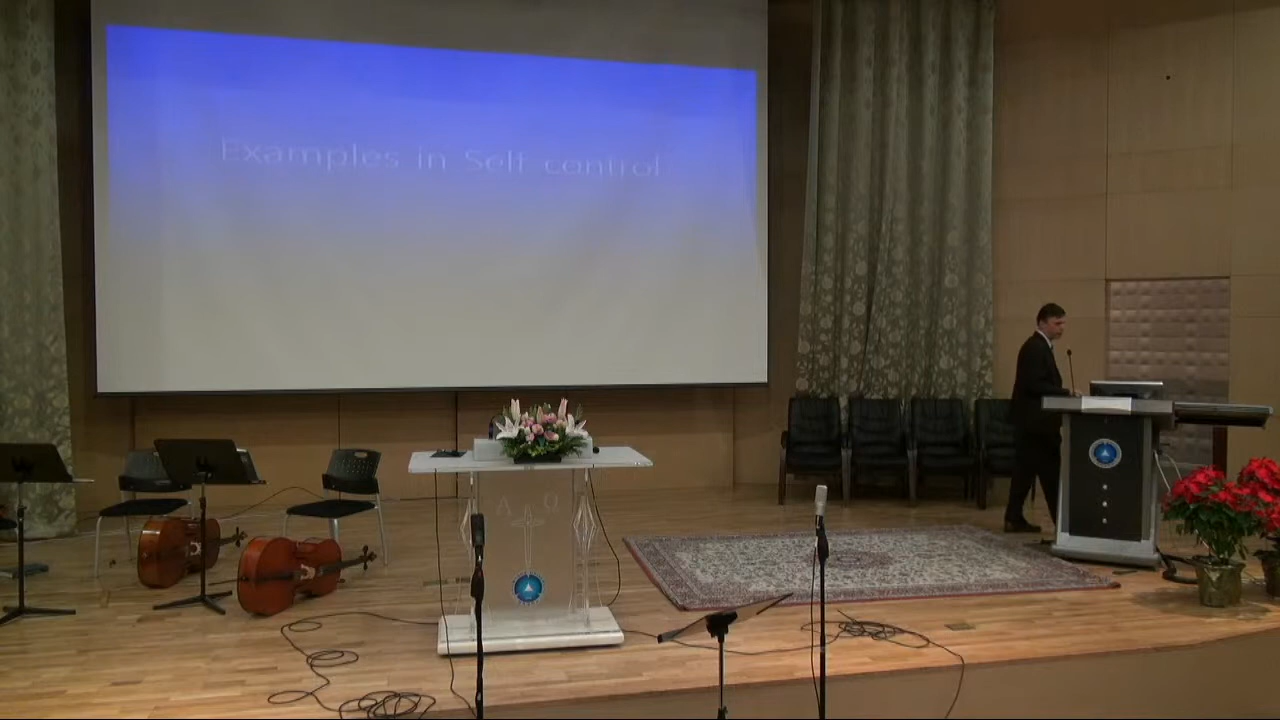 Examples in Self control
Α Ω